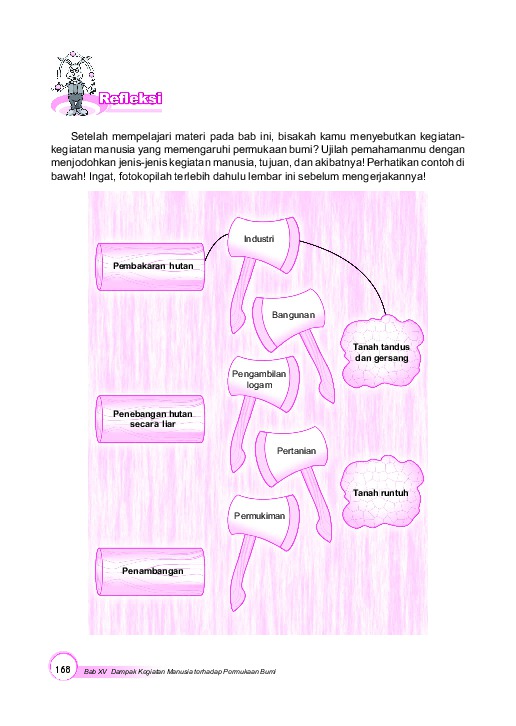 Refleksi
Setelah mempelajari materi pada bab ini, bisakah kamu menyebutkan kegiatan-
kegiatan manusia yang memengaruhi permukaan bumi? Ujilah pemahamanmu dengan
menjodohkan jenis-jenis kegiatan manusia, tujuan, dan akibatnya! Perhatikan contoh di
bawah! Ingat, fotokopilah terlebih dahulu lembar ini sebelum mengerjakannya!
Industri
Pembakaran hutan
Bangunan
Tanah tandus
dan gersang
Pengambilan
logam
Penebangan hutan
secara liar
Pertanian
Tanah runtuh
Permukiman
Penambangan
168
Bab XV Dampak Kegiatan Manusia terhadap Permukaan Bumi